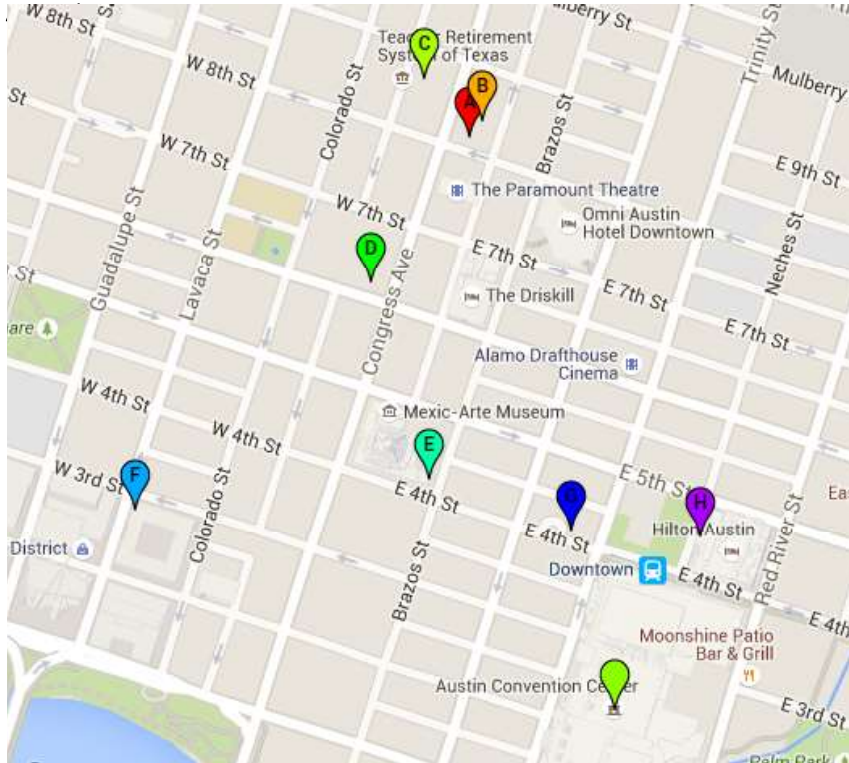 W 8th St
Mulberry St
Trinity St
C
Teacher Retirement
System of Texas
W 8th St
Colorado St
B
A
Mulberry
St
Brazos St
W 7th St
E 9th St
W 7th St
The Paramount Theatre
Omni Austin
Hotel Downtown
Guadalupe St
Lavaca St
D
E 7th St
Neches St
St
Congress Ave
The Driskill
E 7th St
are
E 7th St
Alamo Drafthouse
Cinema
W 4th St
Mexic-Arte Museum
W 4th St
E
W 3rd St
F
E 4th St
E 5th St
G
H
Colorado St
Hilton Austin
District
E 4th St
Red River St
Downtown
E 4th St
Brazos St
E 4th
Moonshine Patio
Bar & Grill
Austin Convention Center
E 3rd St
Palm Park